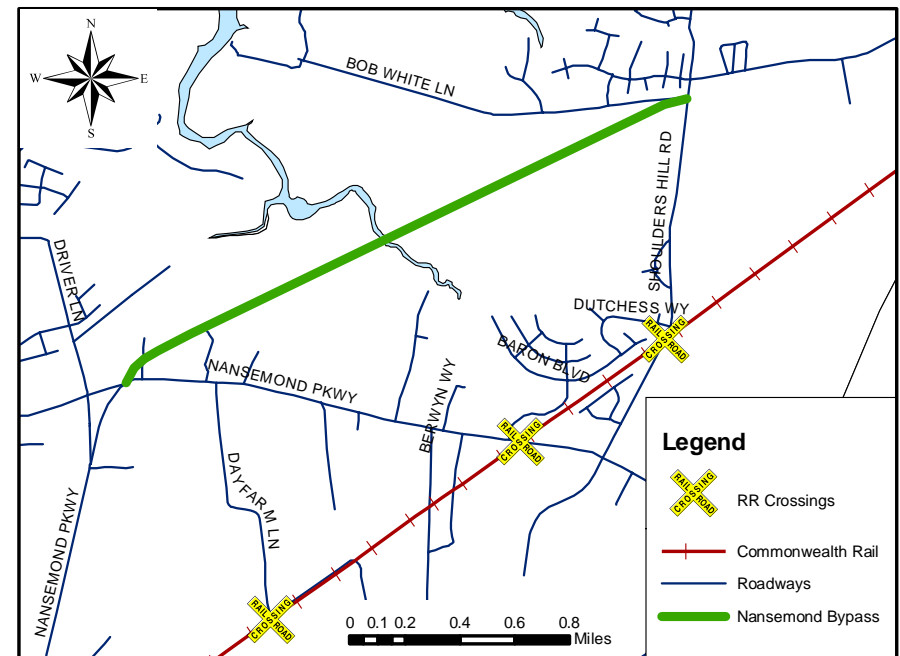 N
W E
S
BOB WHITE LN
SHOULDERS HILL RD
DRIVER LN
DUTCHESS WY
RAIL ROAD CROSSING
BARON BLVD
NANSEMOND PKWY
BERWYN WY
RAIL ROAD CROSSING
DAYFARM LN
NANSEMOND PKWY
RAIL ROAD CROSSING
0 0.1 0.2 0.4 0.6 0.8
Miles
Legend
RAIL ROAD CROSSING
RR Crossings
Commonwealth Rail
Roadways
Nansemond Bypass